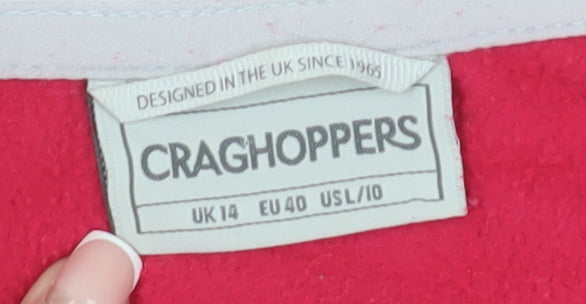 DESIGNED IN THE UK SINCE 1965
CRAGHOPPERS
UK 14 EU 40 US L/10